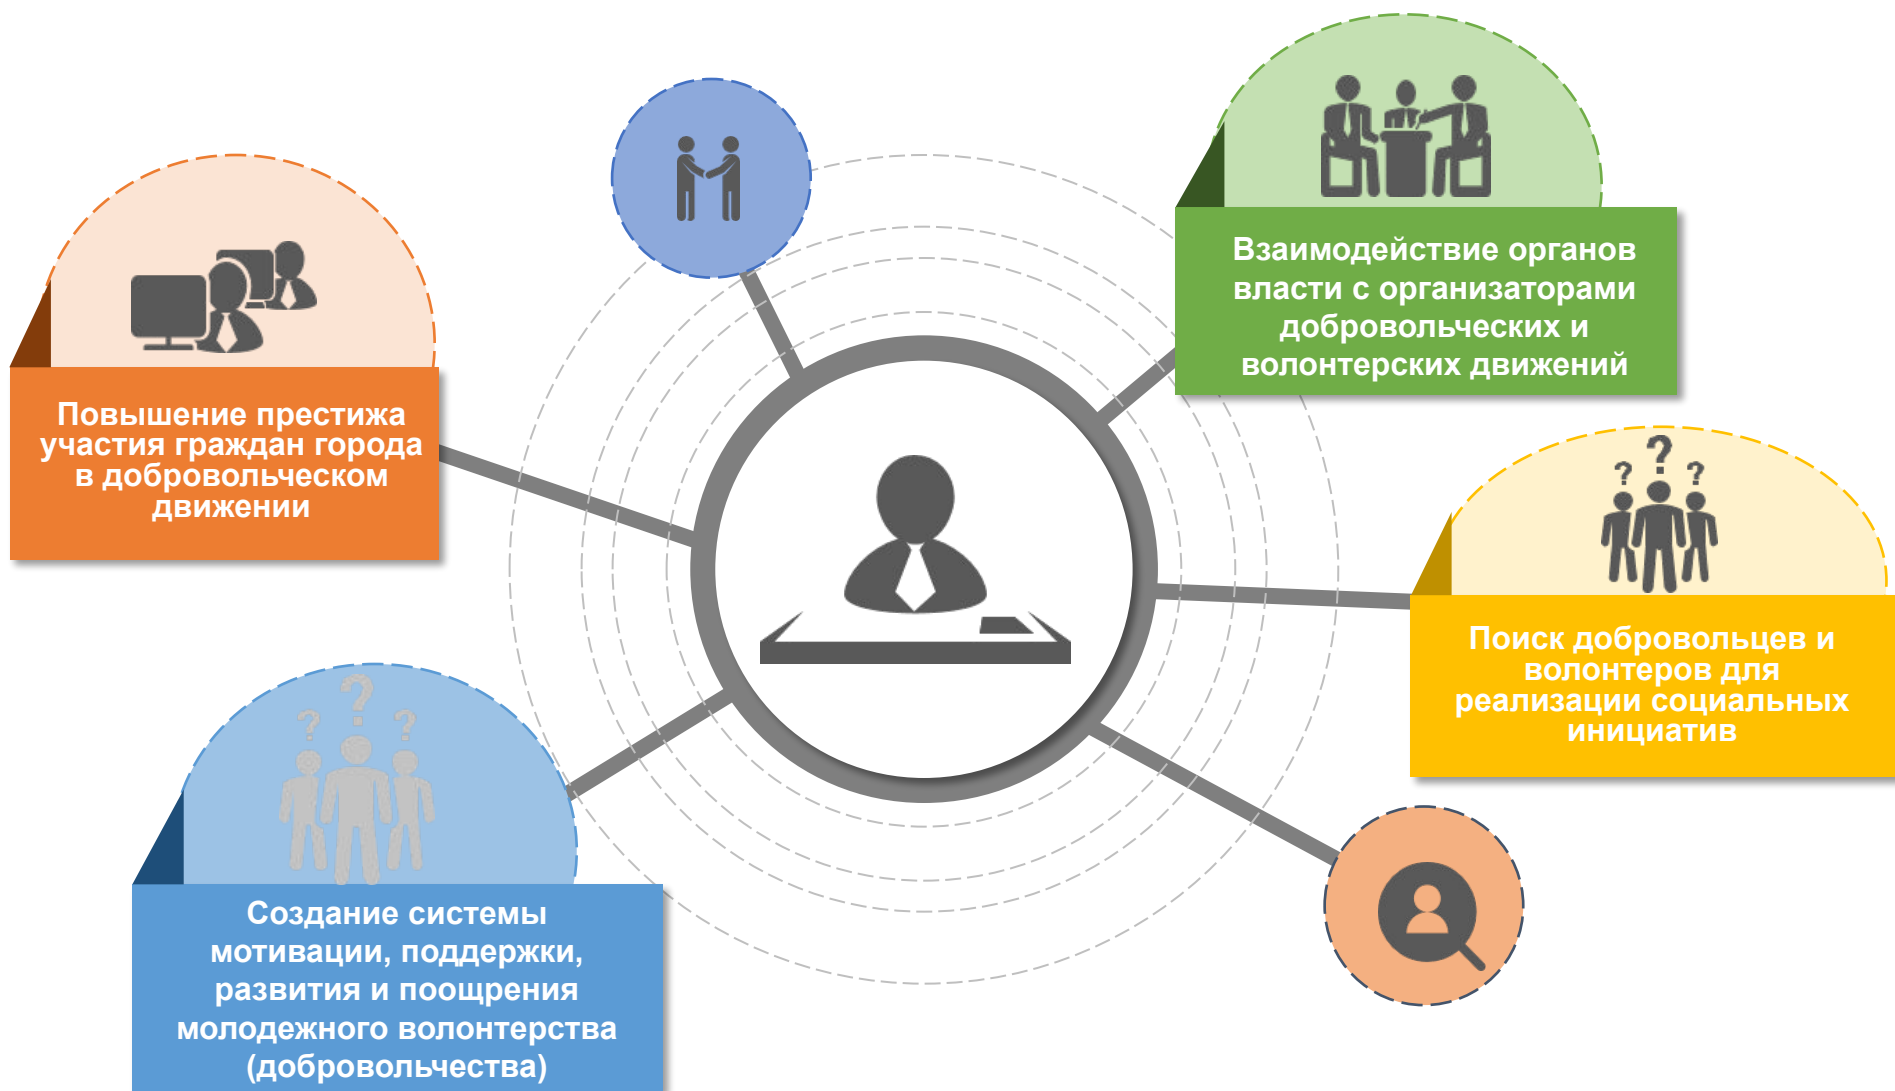 Взаимодействие органов
власти с организаторами
добровольческих и
волонтерских движений
Повышение престижа
участия граждан города
в добровольческом
движении
Поиск добровольцев и
волонтеров для
реализации социальных
инициатив
Создание системы
мотивации, поддержки,
развития и поощрения
молодежного волонтерства
(добровольчества)